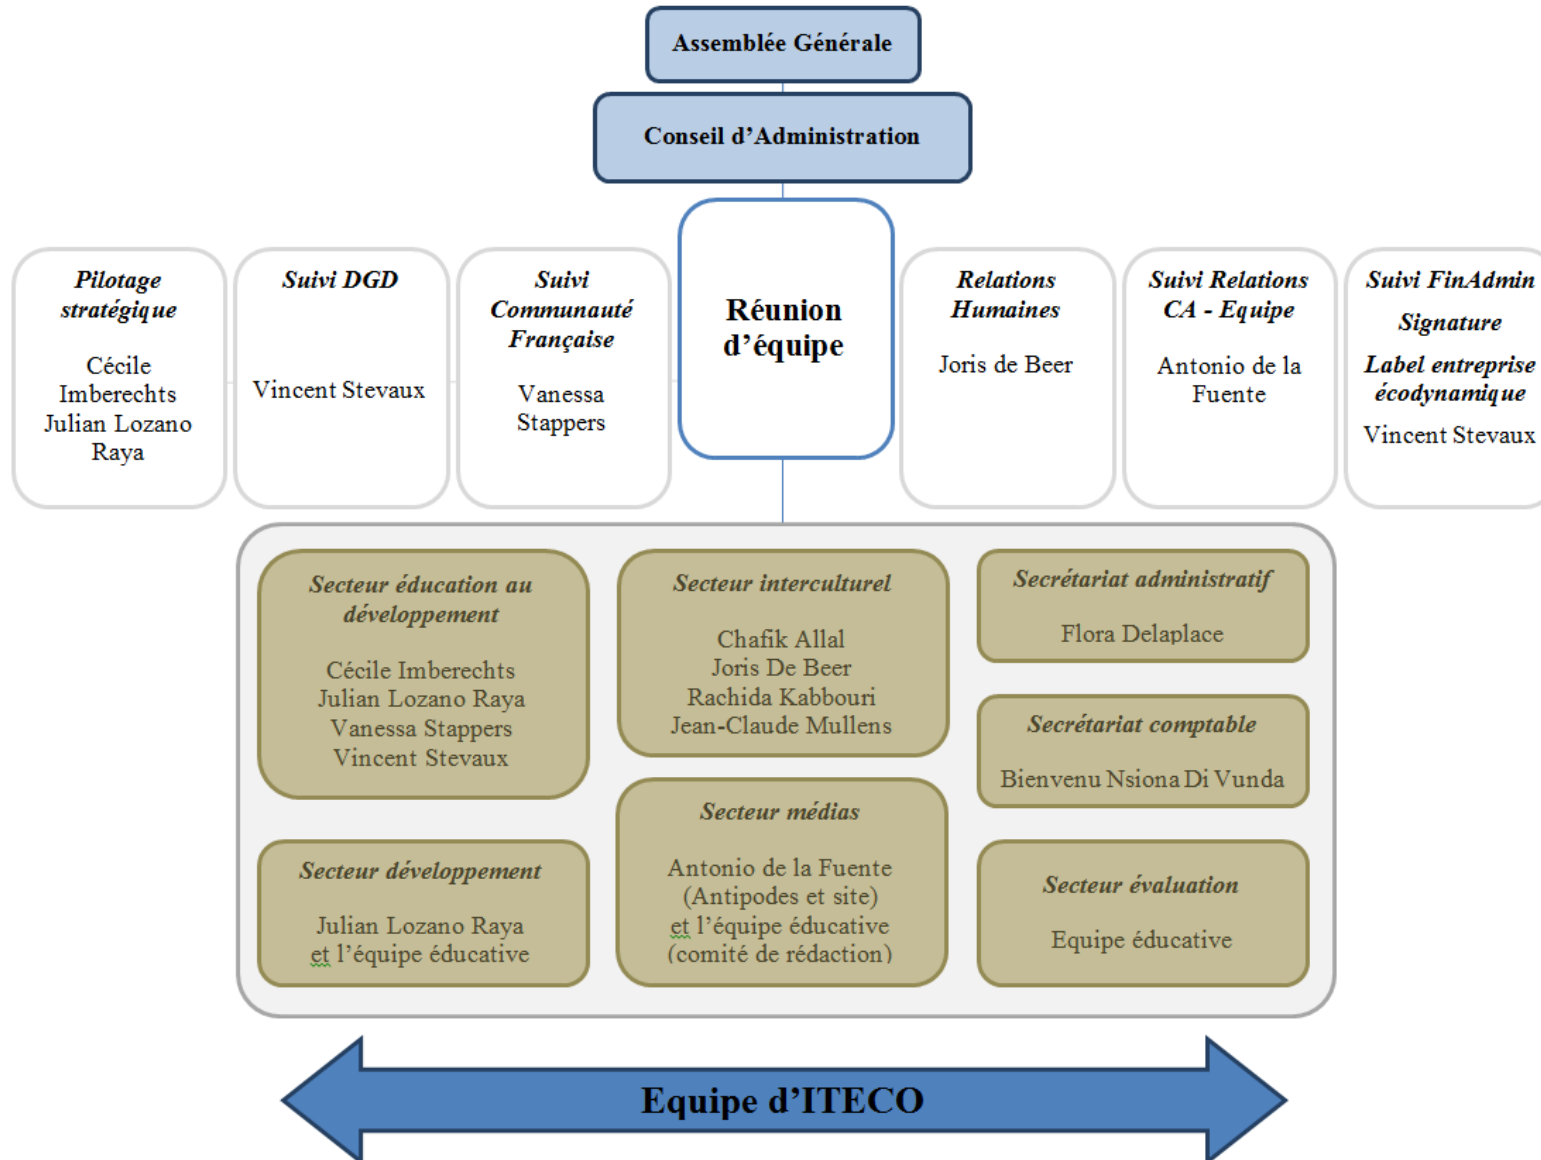 Assemblée Générale
Conseil d’Administration
Pilotage
stratégique
Cécile
Imberechts
Julian Lozano
Raya
Suivi DGD
Vincent Stevaux
Suivi
Communauté
Française
Vanessa
Stappers
Réunion
d’équipe
Relations
Humaines
Joris de Beer
Suivi Relations
CA - Equipe
Antonio de la
Fuente
Suivi FinAdmin
Signature
Label entreprise
écodynamique
Vincent Stevaux
Secteur éducation au
développement
Cécile Imberechts
Julian Lozano Raya
Vanessa Stappers
Vincent Stevaux
Secteur développement
Julian Lozano Raya
et l’équipe éducative
Secteur interculturel
Chafik Allal
Joris De Beer
Rachida Kabbouri
Jean-Claude Mullens
Secteur médias
Antonio de la Fuente
(Antipodes et site)
et l’équipe éducative
(comité de rédaction)
Secrétariat administratif
Flora Delaplace
Secrétariat comptable
Bienvenu Nsiona Di Vunda
Secteur évaluation
Equipe éducative
Equipe d’ITECO